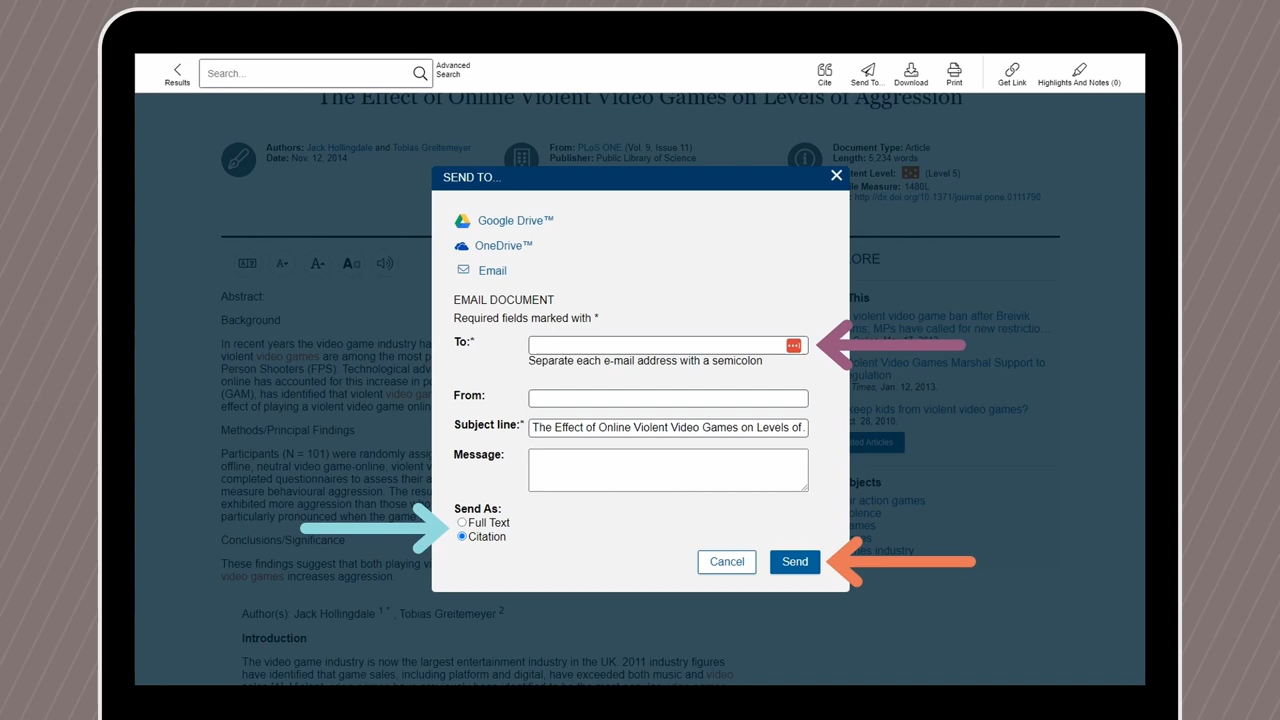 Results
Search...
Advanced
Search
Cite
Send To...
Download
Print
Get Link
Highlights And Notes (0)
The Effect of Online Violent Video Games on Levels of Aggression
Authors: Jack Hollingdale and Tobias Greitemeyer
Date: Nov. 12, 2014
From: PLoS ONE (Vol. 9, Issue 11)
Publisher: Public Library of Science
Document Type: Article
Length: 5,234 words
Level: (Level 5)
Measure: 1480L
http://dx.doi.org/10.1371/journal.pone.0111790
SEND TO...
Google Drive™
OneDrive™
Email
EMAIL DOCUMENT
Required fields marked with *
To:*
Separate each e-mail address with a semicolon
From:
Subject line:* The Effect of Online Violent Video Games on Levels of
Message:
Send As:
Full Text
Citation
Cancel
Send
Abstract:
Background
In recent years the video game industry has
violent video games are among the most
Person Shooters (FPS). Technological
online has accounted for this increase in
(GAM), has identified that violent video
effect of playing a violent video game
Methods/Principal Findings
Participants (N = 101) were randomly
offline, neutral video game-online, violent
completed questionnaires to assess their
measure behavioural aggression. The
exhibited more aggression than those
particularly pronounced when the game
Conclusions/Significance
These findings suggest that both playing
video games increases aggression.
Author(s): Jack Hollingdale 1 * , Tobias Greitemeyer 2
Introduction
The video game industry is now the largest entertainment industry in the UK. 2011 industry figures
have identified that game sales, including platform and digital, have exceeded both music and video
This
violent video game ban after Breivik
MPs have called for new
Violent Video Games Marshal Support to
Times, Jan. 12, 2013.
keep kids from violent video games?
28, 2010.
Articles
action games
industry